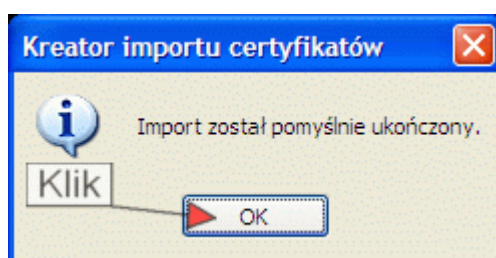 Kreator importu certyfikatów
Import został pomyślnie ukończony.
Klik
OK